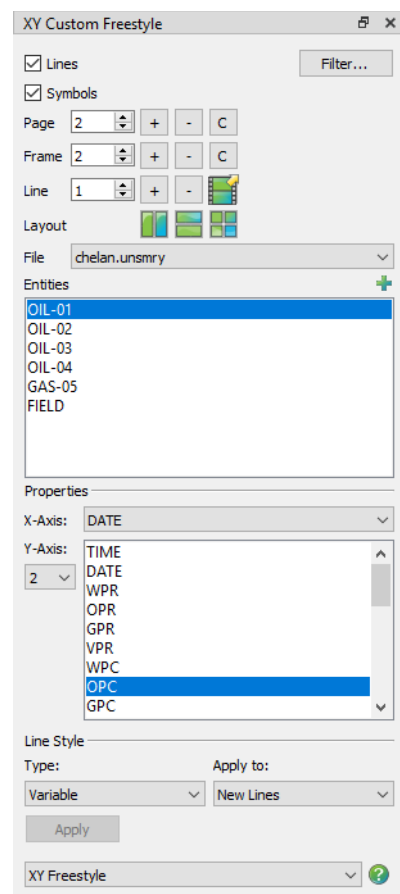 XY Custom Freestyle
Lines
Filter...
Symbols
Page 2 + - C
Frame 2 + - C
Line 1 + -
Layout
File chelan.unsmry
Entities
OIL-01
OIL-02
OIL-03
OIL-04
GAS-05
FIELD
Properties
X-Axis: DATE
Y-Axis:
2
TIME
DATE
WPR
OPR
GPR
VPR
WPC
OPC
GPC
Line Style
Type: Apply to:
Variable New Lines
Apply
XY Freestyle ?